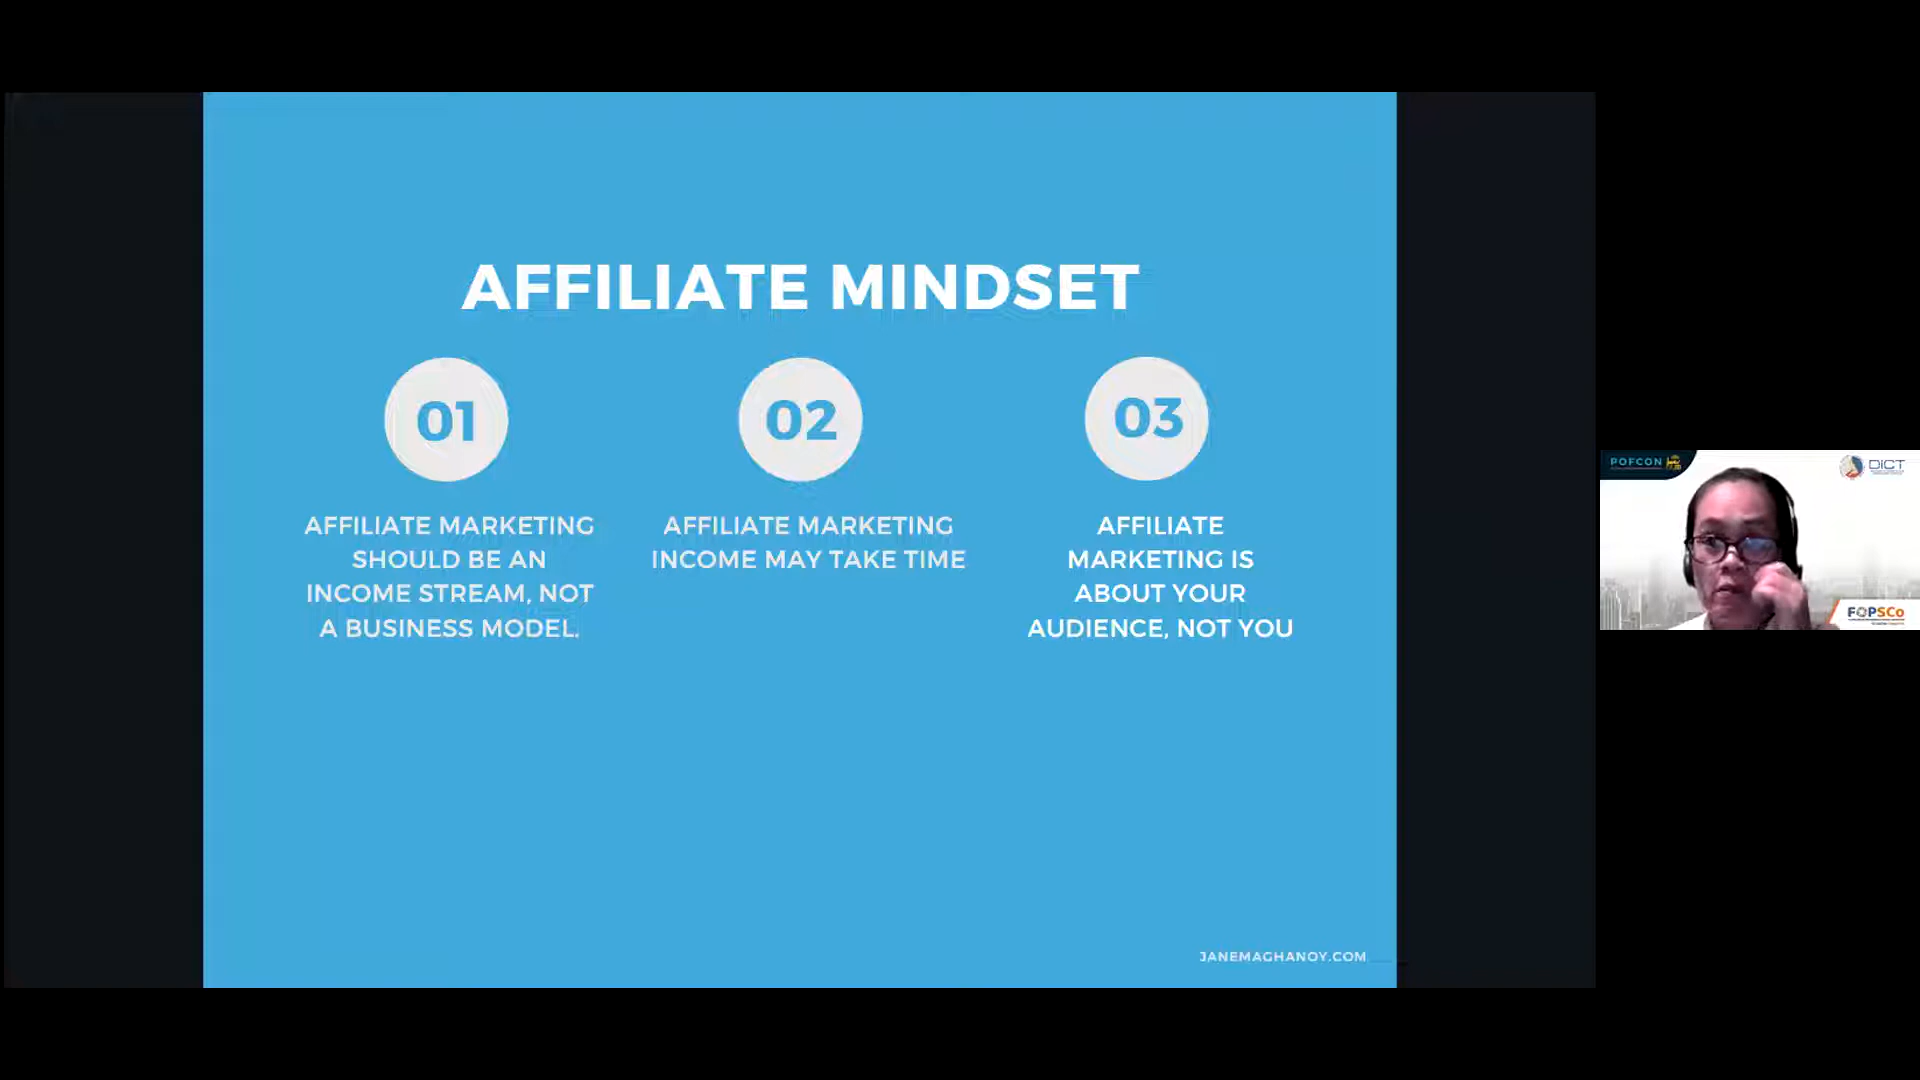 AFFILIATE MINDSET
01
AFFILIATE MARKETING
SHOULD BE AN
INCOME STREAM, NOT
A BUSINESS MODEL.
02
AFFILIATE MARKETING
INCOME MAY TAKE TIME
03
AFFILIATE
MARKETING IS
ABOUT YOUR
AUDIENCE, NOT YOU
JANEMAGHANOY.COM
POFCON
DICT
FOPSCo